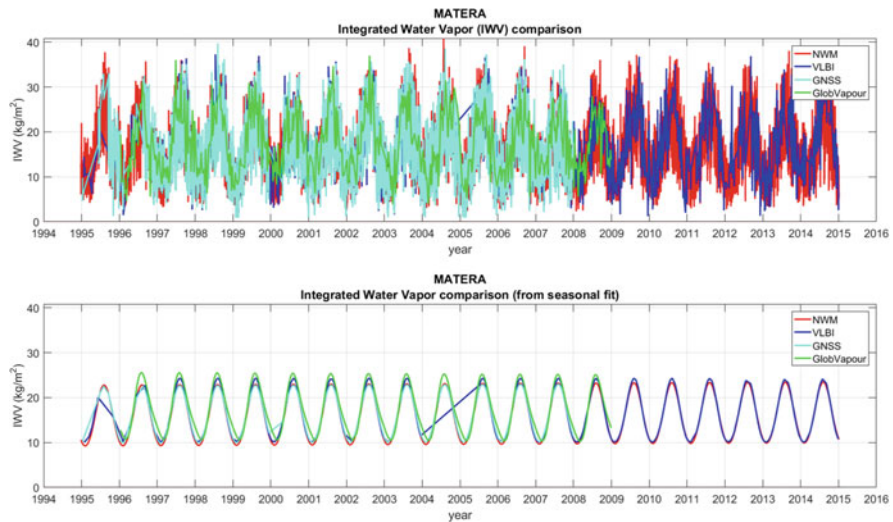 MATERA
Integrated Water Vapor (IWV) comparison
40
30
20
10
0
IWV (kg/m²)
NWM
VLBI
GNSS
GlobVapour
1994 1995 1996 1997 1998 1999 2000 2001 2002 2003 2004 2005 2006 2007 2008 2009 2010 2011 2012 2013 2014 2015 2016
year
MATERA
Integrated Water Vapor comparison (from seasonal fit)
40
30
20
10
0
IWV (kg/m²)
NWM
VLBI
GNSS
GlobVapour
1994 1995 1996 1997 1998 1999 2000 2001 2002 2003 2004 2005 2006 2007 2008 2009 2010 2011 2012 2013 2014 2015 2016
year